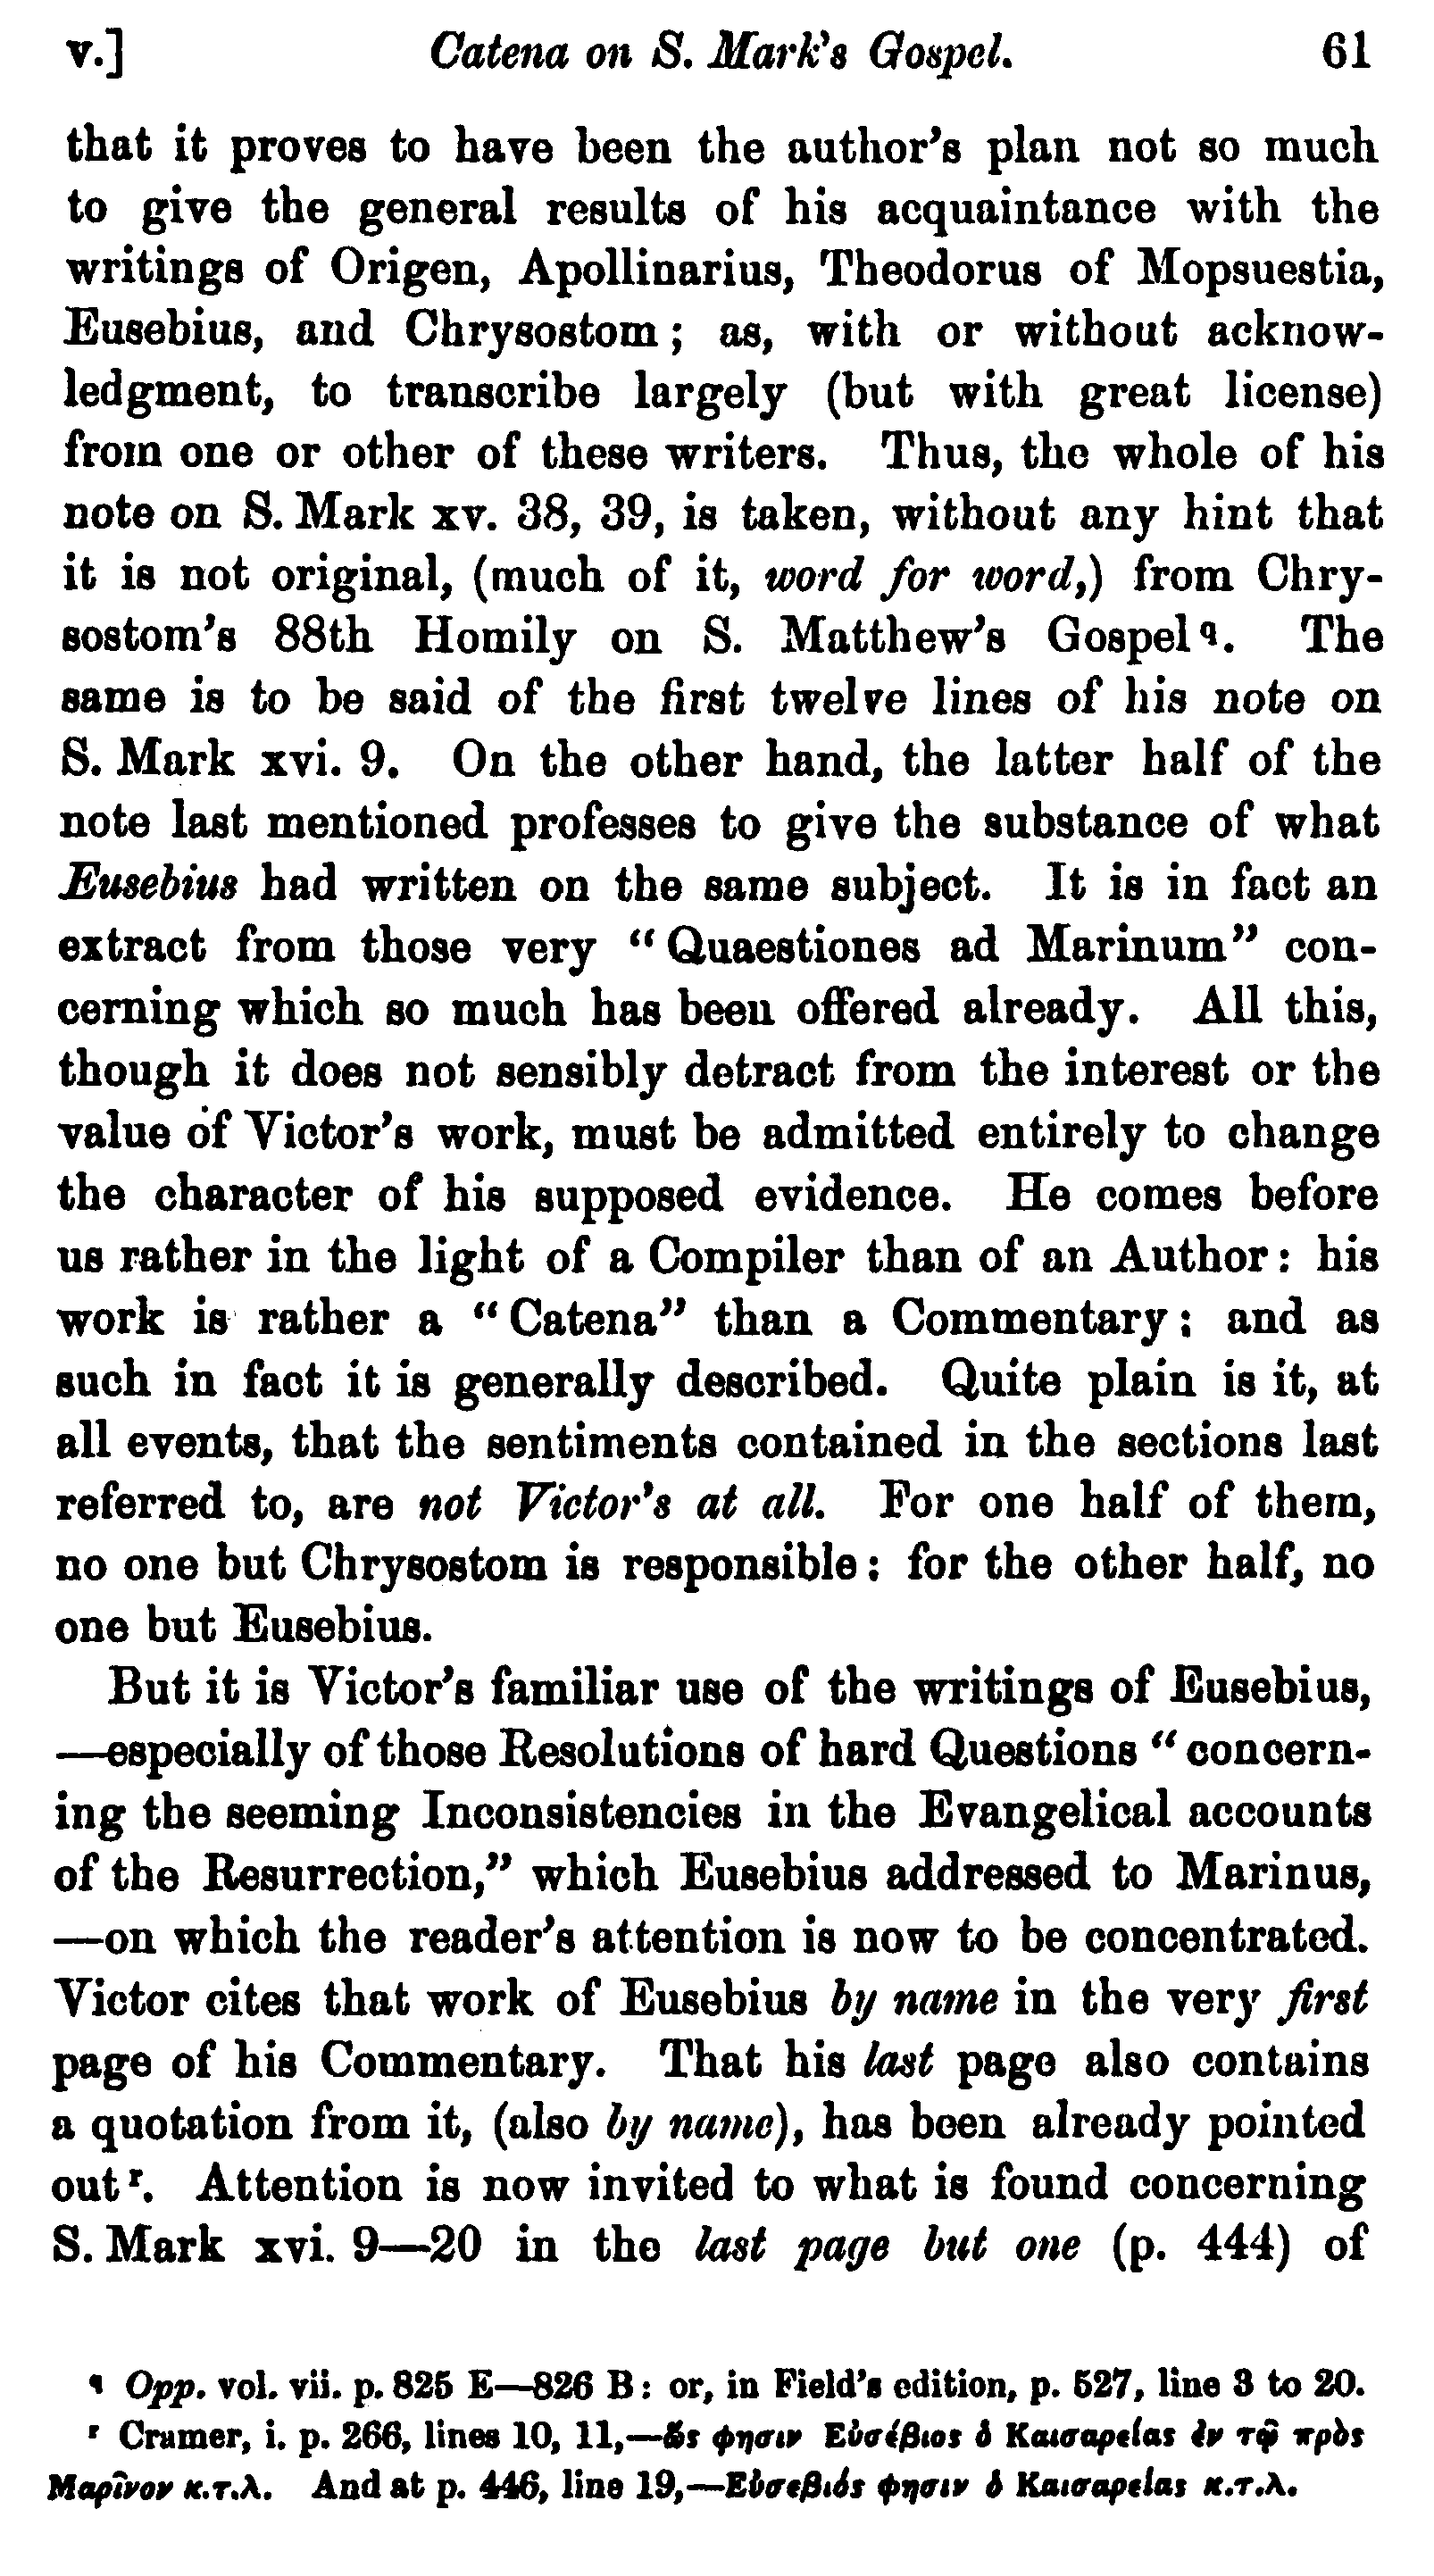 v.] Catena on S. Mark's Gospel. 61
that it proves to have been the author's plan not so much
to give the general results of his acquaintance with the
writings of Origen, Apollinarius, Theodorus of Mopsuestia,
Eusebius, and Chrysostom; as, with or without acknow-
ledgment, to transcribe largely (but with great license)
from one or other of these writers. Thus, the whole of his
note on S. Mark xv. 38, 39, is taken, without any hint that
it is not original, (much of it, word for word,) from Chry-
sostom's 88th Homily on S. Matthew's Gospel q. The
same is to be said of the first twelve lines of his note on
S. Mark xvi. 9. On the other hand, the latter half of the
note last mentioned professes to give the substance of what
Eusebius had written on the same subject. It is in fact an
extract from those very "Quaestiones ad Marinum" con-
cerning which so much has been offered already. All this,
though it does not sensibly detract from the interest or the
value of Victor's work, must be admitted entirely to change
the character of his supposed evidence. He comes before
us rather in the light of a Compiler than of an Author: his
work is rather a "Catena" than a Commentary; and as
such in fact it is generally described. Quite plain is it, at
all events, that the sentiments contained in the sections last
referred to, are not Victor's at all. For one half of them,
no one but Chrysostom is responsible: for the other half, no
one but Eusebius.
But it is Victor's familiar use of the writings of Eusebius,
—especially of those Resolutions of hard Questions "concern-
ing the seeming Inconsistencies in the Evangelical accounts
of the Resurrection," which Eusebius addressed to Marinus,
—on which the reader's attention is now to be concentrated.
Victor cites that work of Eusebius by name in the very first
page of his Commentary. That his last page also contains
a quotation from it, (also by name), has been already pointed
out r. Attention is now invited to what is found concerning
S. Mark xvi. 9—20 in the last page but one (p. 444) of
q Opp. vol. vii. p. 825 E—826 B: or, in Field's edition, p. 527, line 3 to 20.
r Cramer, i. p. 266, lines 10, 11,—ὥς φησιν Εὐσέβιος ὁ Καισαρείας ἐν τῷ πρὸς
Μαρῖνον κ.τ.λ. And at p. 446, line 19,—Εὐσεβιός φησιν ὁ Καισαρείας κ.τ.λ.